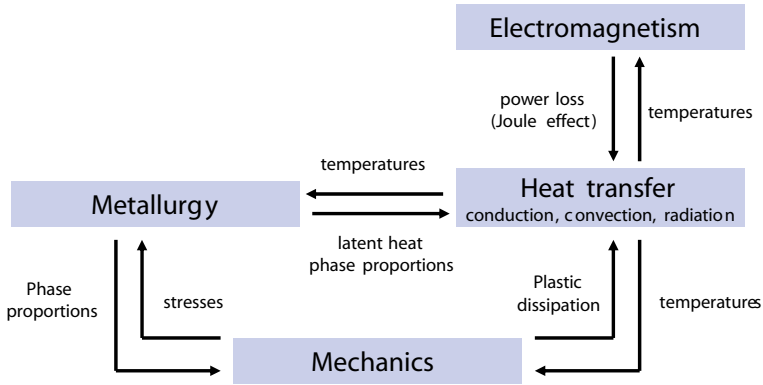 Electromagnetism
power loss
(Joule effect)
temperatures
temperatures
Heat transfer
conduction, convection, radiation
Metallurgy
latent heat
phase proportions
Phase
proportions
stresses
Plastic
dissipation
temperatures
Mechanics